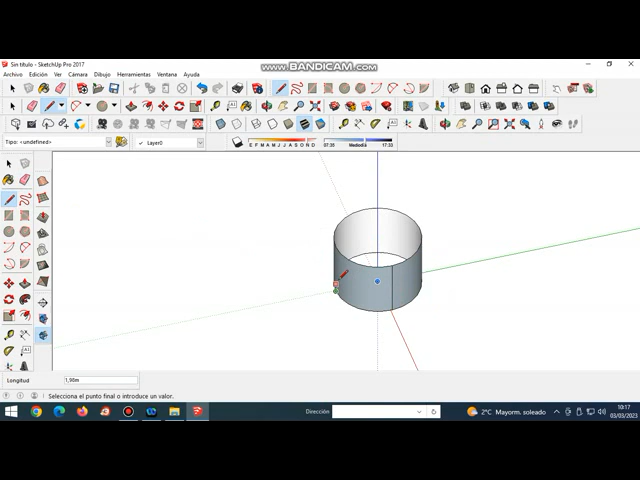 Sin título - SketchUp Pro 2017
WWW.BANDICAM.COM
Archivo Edición Ver Cámara Dibujo Herramientas Ventana Ayuda
Tipo: <undefined>
Layer0
E F M A M J J A S O N D
07:35 Mediodía 17:33
Longitud 1,98m
Selecciona el punto final o introduce un valor.
Dirección
2°C Mayorm. soleado
10:17
03/03/2023